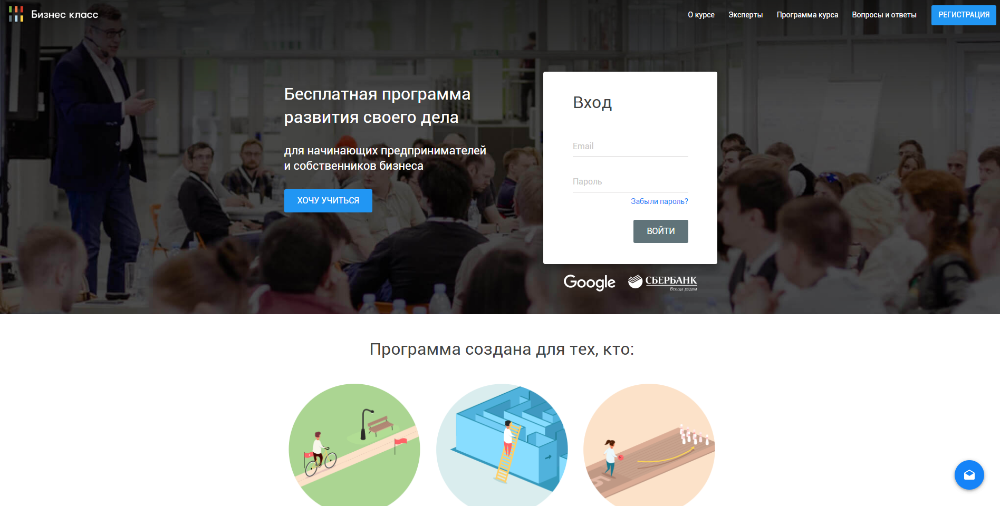 Бизнес класс
О курсе
Эксперты
Программа курса
Вопросы и ответы
РЕГИСТРАЦИЯ
Бесплатная программа
развития своего дела
для начинающих предпринимателей
и собственников бизнеса
ХОЧУ УЧИТЬСЯ
Вход
Email
Пароль
Забыли пароль?
ВОЙТИ
Google
СБЕРБАНК
Всегда рядом
Программа создана для тех, кто: